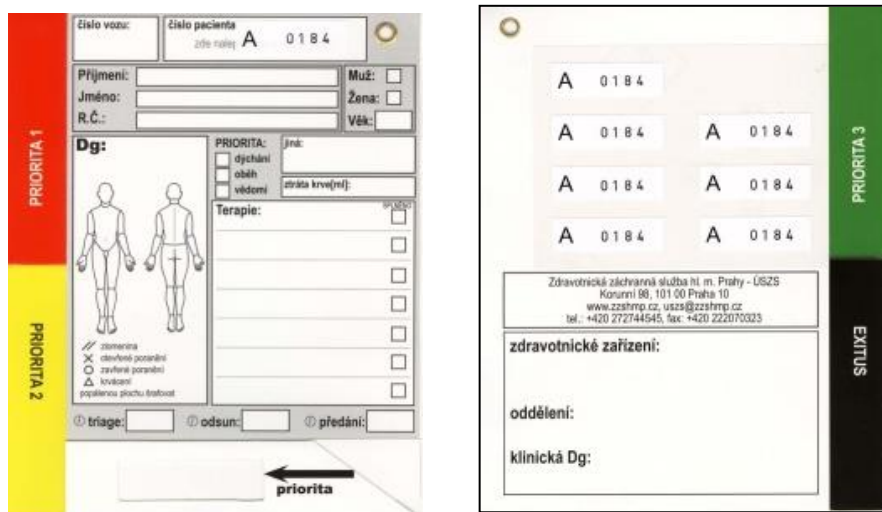 číslo vozu:
číslo pacienta
zde nalep A 0184
Příjmení:
Jméno:
R.Č.:
Muž:
Žena:
Věk:
PRIORITA 1
PRIORITA 2
Dg:
zlomenina
otevřené poranění
zavřené poranění
krvácení
popálenou plochu šrafovat
PRIORITA:
dýchání
oběh
vědomí
jiná:
ztráta krve[ml]:
Terapie:
SPLNĚNO
triage:
odsun:
předání:
priorita
A 0184
A 0184 A 0184
A 0184 A 0184
A 0184 A 0184
PRIORITA 3
EXITUS
Zdravotnická záchranná služba hl. m. Prahy - ÚSZS
Korunní 98, 101 00 Praha 10
www.zzshmp.cz, uszs@zzshmp.cz
tel.: +420 272744545, fax: +420 222070323
zdravotnické zařízení:
oddělení:
klinická Dg: